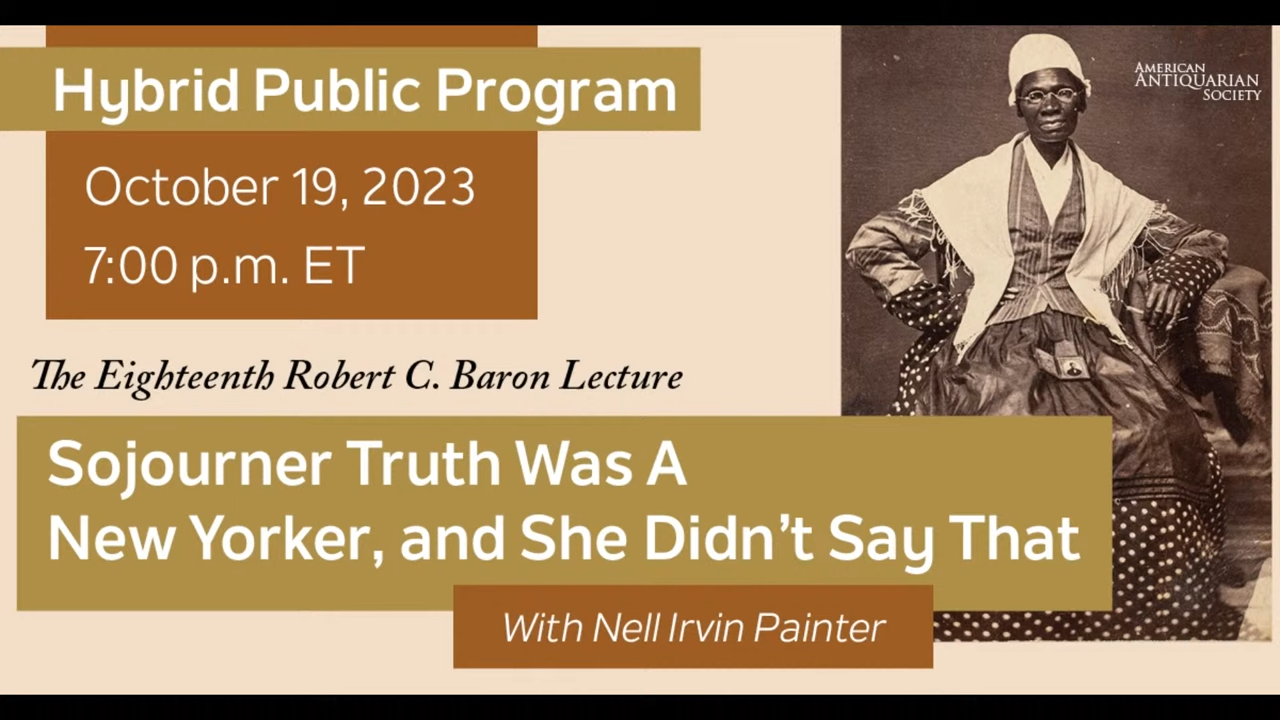 Hybrid Public Program
October 19, 2023
7:00 p.m. ET
The Eighteenth Robert C. Baron Lecture
Sojourner Truth Was A
New Yorker, and She Didn't Say That
With Nell Irvin Painter
AMERICAN
ANTIQUARIAN
SOCIETY